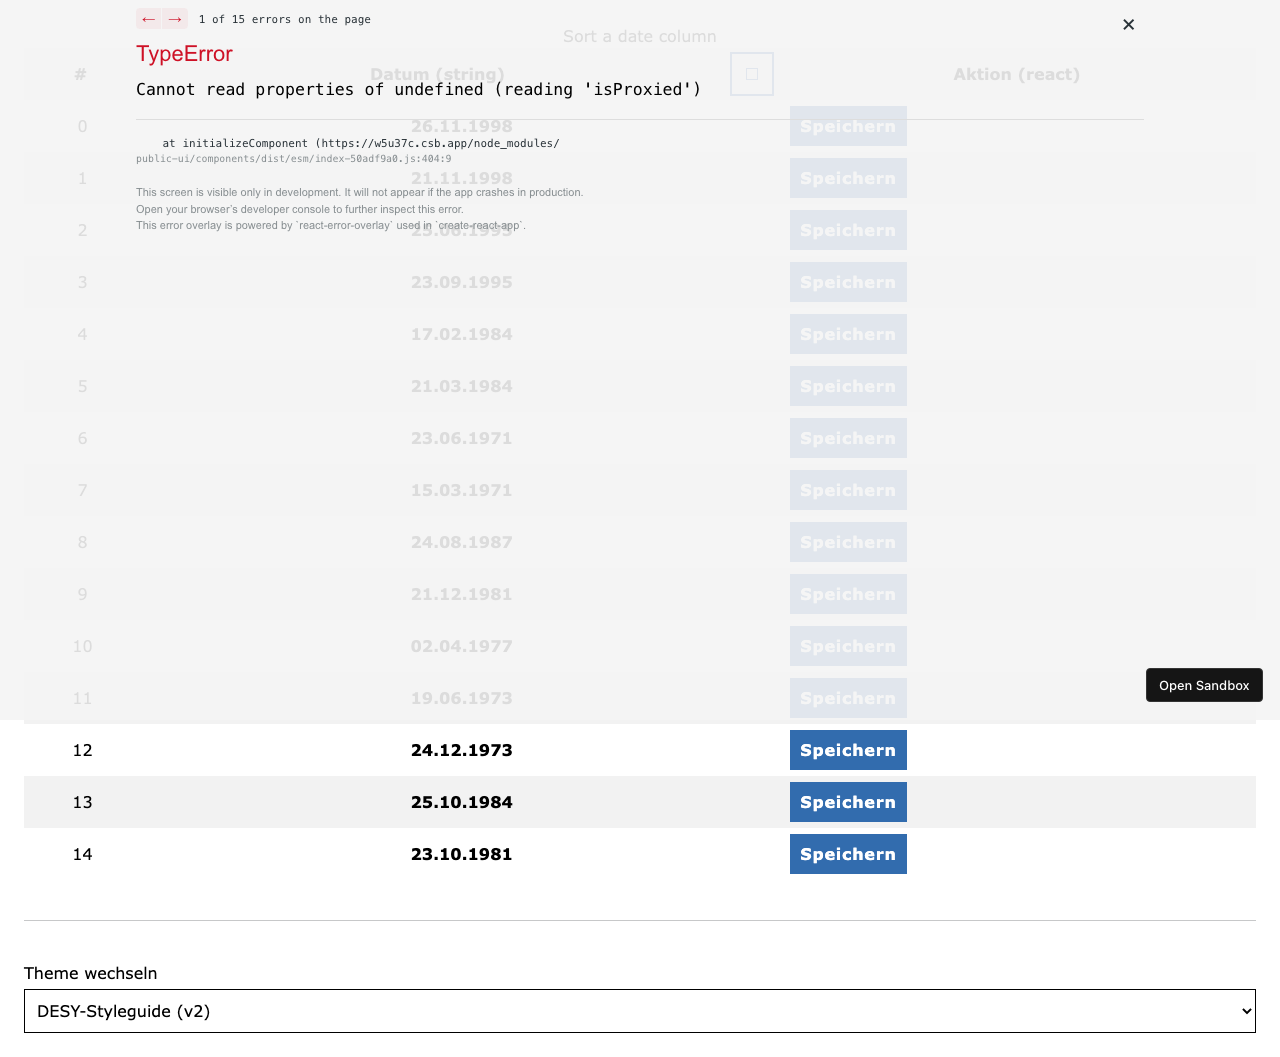 ← → 1 of 15 errors on the page
Sort a date column
TypeError
# Datum (string) Aktion (react)
Cannot read properties of undefined (reading 'isProxied')
0 26.11.1998 Speichern
at initializeComponent (https://w5u37c.csb.app/node_modules/
public-ui/components/dist/esm/index-50adf9a0.js:404:9
1 21.11.1998 Speichern
This screen is visible only in development. It will not appear if the app crashes in production.
Open your browser’s developer console to further inspect this error.
This error overlay is powered by `react-error-overlay` used in `create-react-app`.
2 Speichern
3 23.09.1995 Speichern
4 17.02.1984 Speichern
5 21.03.1984 Speichern
6 23.06.1971 Speichern
7 15.03.1971 Speichern
8 24.08.1987 Speichern
9 21.12.1981 Speichern
10 02.04.1977 Speichern
11 19.06.1973 Speichern
Open Sandbox
12 24.12.1973 Speichern
13 25.10.1984 Speichern
14 23.10.1981 Speichern
Theme wechseln
DESY-Styleguide (v2)